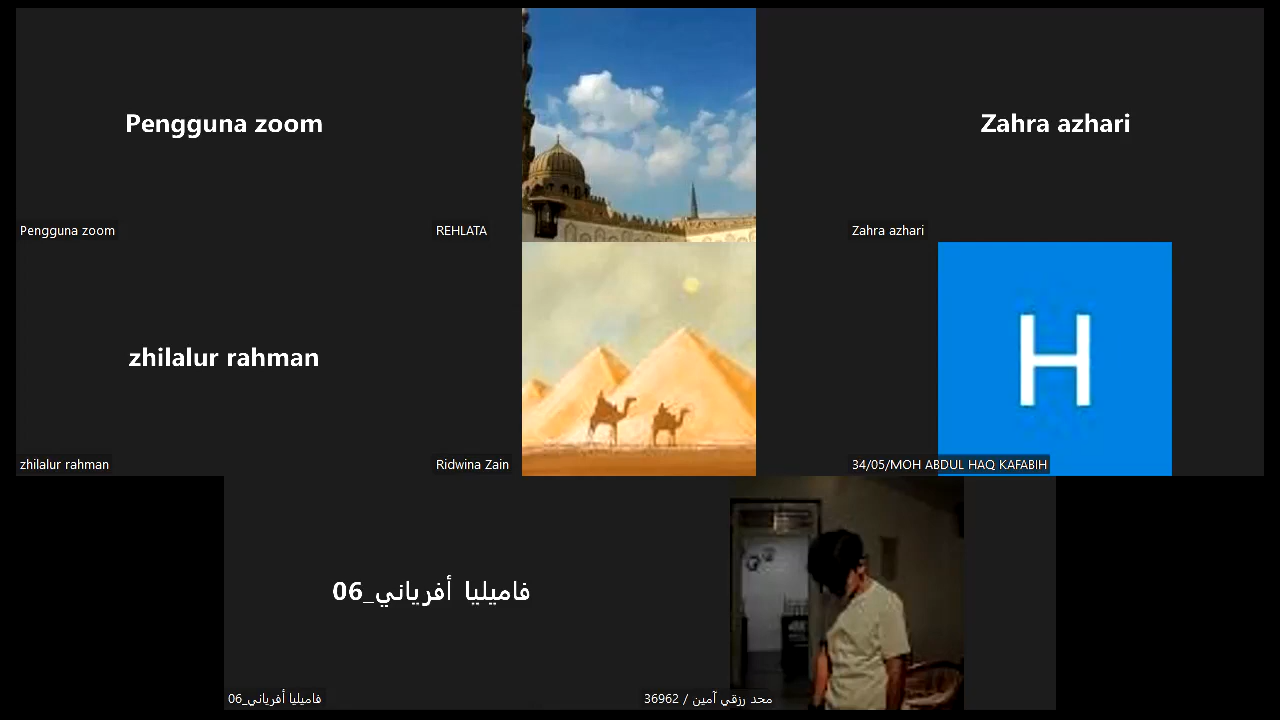 Pengguna zoom
Pengguna zoom
REHLATA
Zahra azhari
Zahra azhari
zhilalur rahman
zhilalur rahman
Ridwina Zain
H
34/05/MOH ABDUL HAQ KAFABIH
فاميليا أفرياني_06
فاميليا أفرياني_06
محد رزقي آمين / 36962